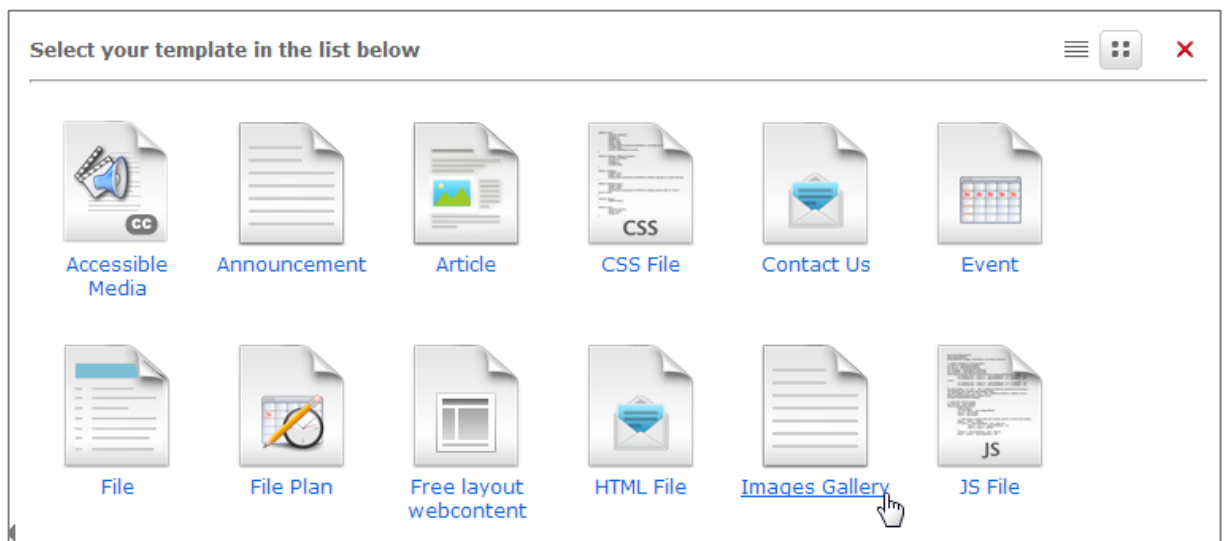 Select your template in the list below
CC
CSS
Accessible
Media
Announcement
Article
CSS File
Contact Us
Event
JS
File
File Plan
Free layout
webcontent
HTML File
Images Gallery
JS File